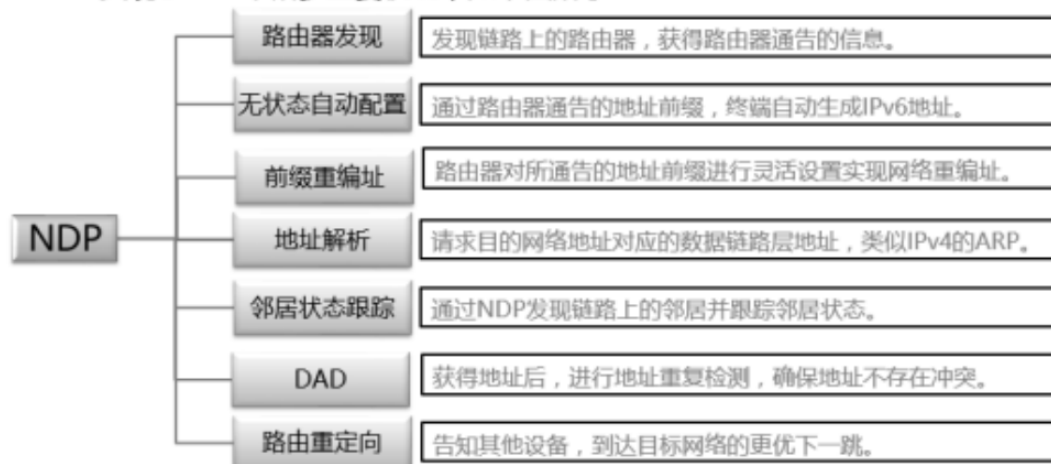 路由器发现 发现链路上的路由器，获得路由器通告的信息。
无状态自动配置 通过路由器通告的地址前缀，终端自动生成IPv6地址。
前缀重编址 路由器对所通告的地址前缀进行灵活设置实现网络重编址。
NDP
地址解析 请求目的网络地址对应的数据链路层地址，类似IPv4的ARP。
邻居状态跟踪 通过NDP发现链路上的邻居并跟踪邻居状态。
DAD 获得地址后，进行地址重复检测，确保地址不存在冲突。
路由重定向 告知其他设备，到达目标网络的更优下一跳。